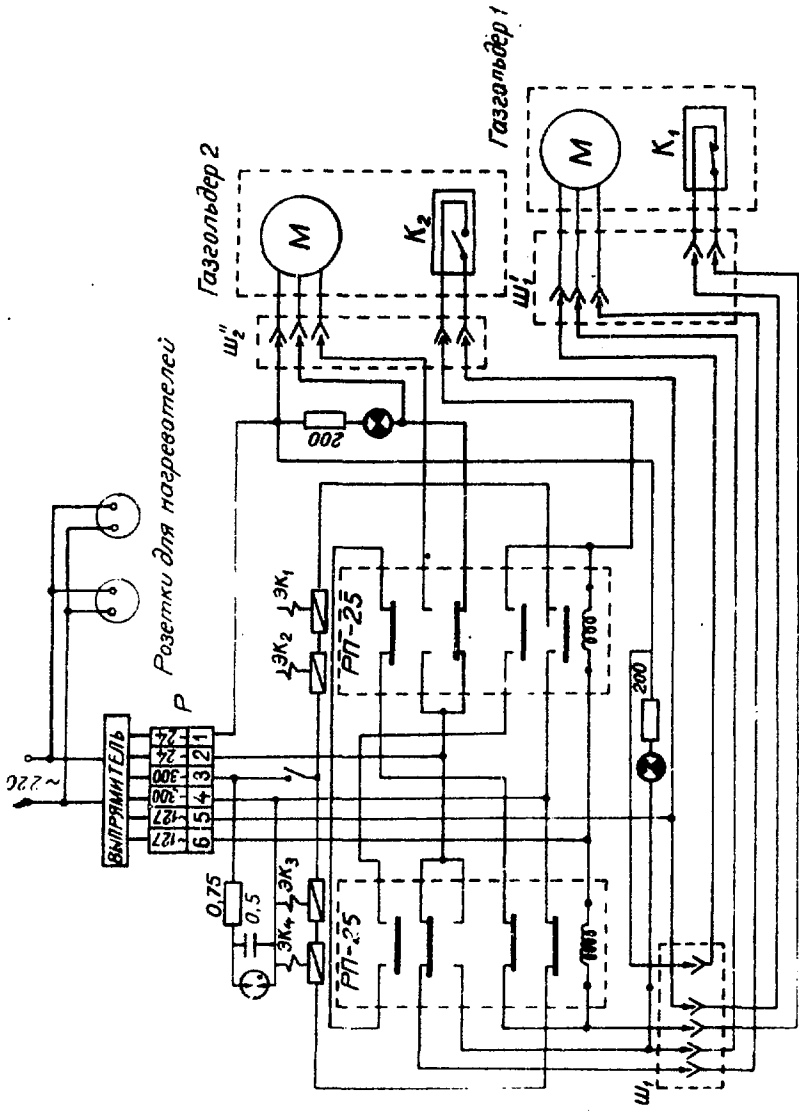 Газгольдер 1
М
К₁
Ш₁'
Газгольдер 2
М
К₂
Ш₂''
Розетки для нагревателей
~220
ВЫПРЯМИТЕЛЬ
~127 ~127 -300 -300 -24 -24
6 5 4 3 2 1
Р
200
0,75
0,5
ЭК₄
ЭК₃
ЭК₂
ЭК₁
РП-25
РП-25
200
Ш₁